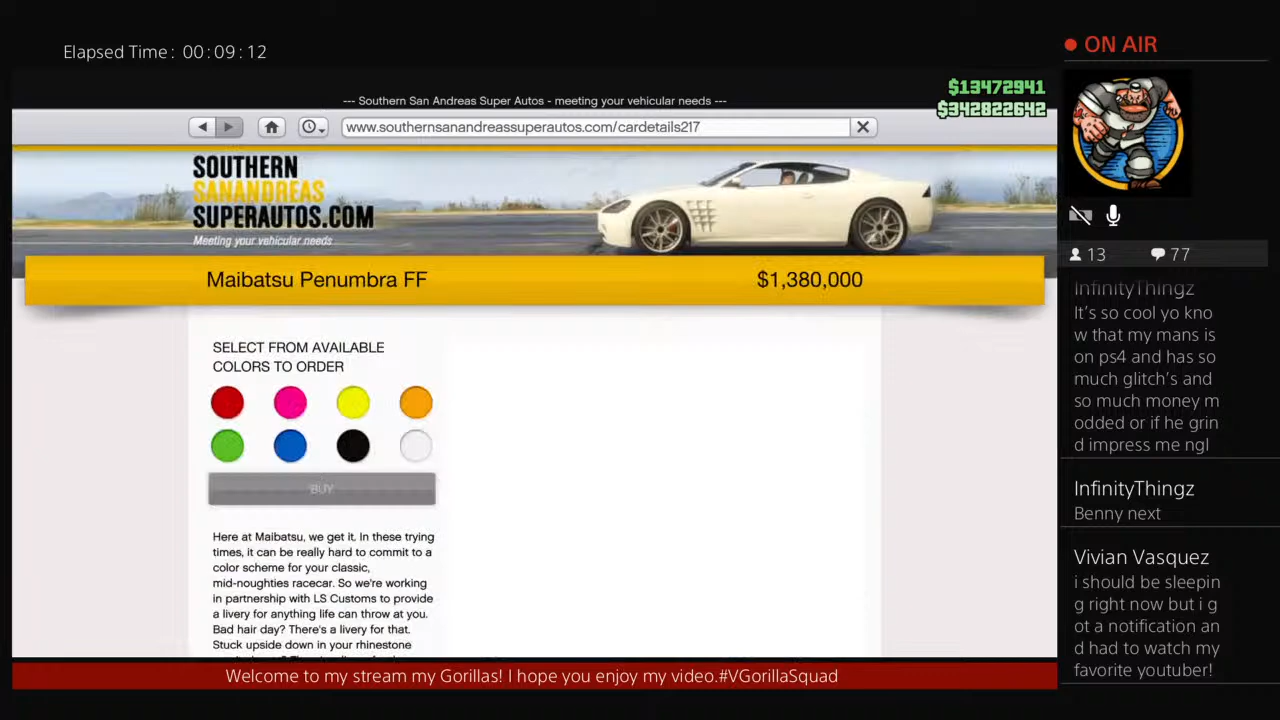 Elapsed Time: 00:09:12
ON AIR
--- Southern San Andreas Super Autos - meeting your vehicular needs ---
$13472941
$342822642
www.southernsanandreassuperautos.com/cardetails217
SOUTHERN
SANANDREAS
SUPERAUTOS.COM
Meeting your vehicular needs
Maibatsu Penumbra FF
$1,380,000
SELECT FROM AVAILABLE
COLORS TO ORDER
BUY
Here at Maibatsu, we get it. In these trying
times, it can be really hard to commit to a
color scheme for your classic,
mid-noughties racecar. So we're working
in partnership with LS Customs to provide
a livery for anything life can throw at you.
Bad hair day? There's a livery for that.
Stuck upside down in your rhinestone
13
77
InfinityThingz
It's so cool yo kno
w that my mans is
on ps4 and has so
much glitch's and
so much money m
odded or if he grin
d impress me ngl
InfinityThingz
Benny next
Vivian Vasquez
i should be sleepin
g right now but i g
ot a notification an
d had to watch my
favorite youtuber!
Welcome to my stream my Gorillas! I hope you enjoy my video.#VGorillaSquad